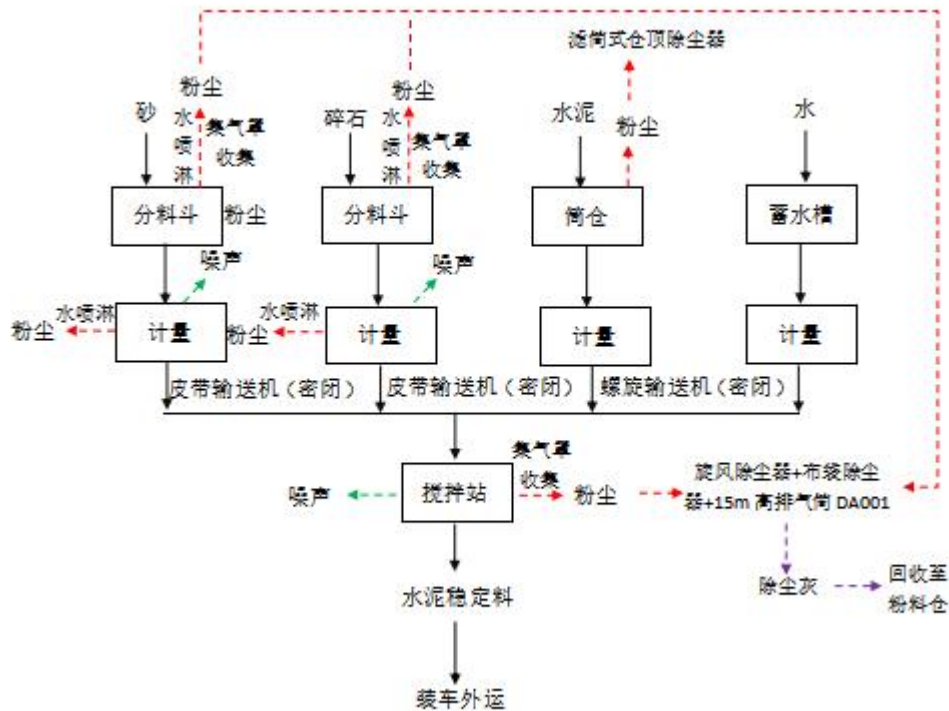 滤筒式仓顶除尘器
粉尘
粉尘
砂
水喷淋
集气罩
收集
碎石
水喷淋
集气罩
收集
水泥
粉尘
水
分料斗
粉尘
分料斗
筒仓
蓄水槽
噪声
噪声
粉尘
水喷淋
计量
粉尘
水喷淋
计量
计量
计量
皮带输送机（密闭）
皮带输送机（密闭）
螺旋输送机（密闭）
集气罩
收集
噪声
搅拌站
粉尘
旋风除尘器+布袋除尘
器+15m 高排气筒 DA001
水泥稳定料
除尘灰
回收至
粉料仓
装车外运